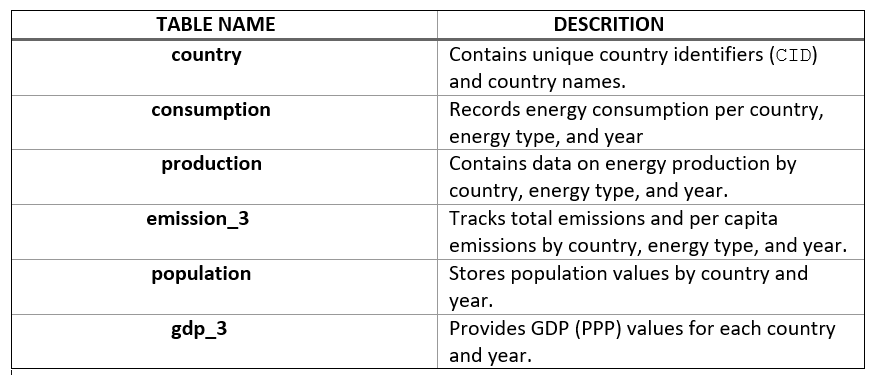 TABLE NAME DESCRITION
country Contains unique country identifiers (CID)
and country names.
consumption Records energy consumption per country,
energy type, and year
production Contains data on energy production by
country, energy type, and year.
emission_3 Tracks total emissions and per capita
emissions by country, energy type, and year.
population Stores population values by country and
year.
gdp_3 Provides GDP (PPP) values for each country
and year.